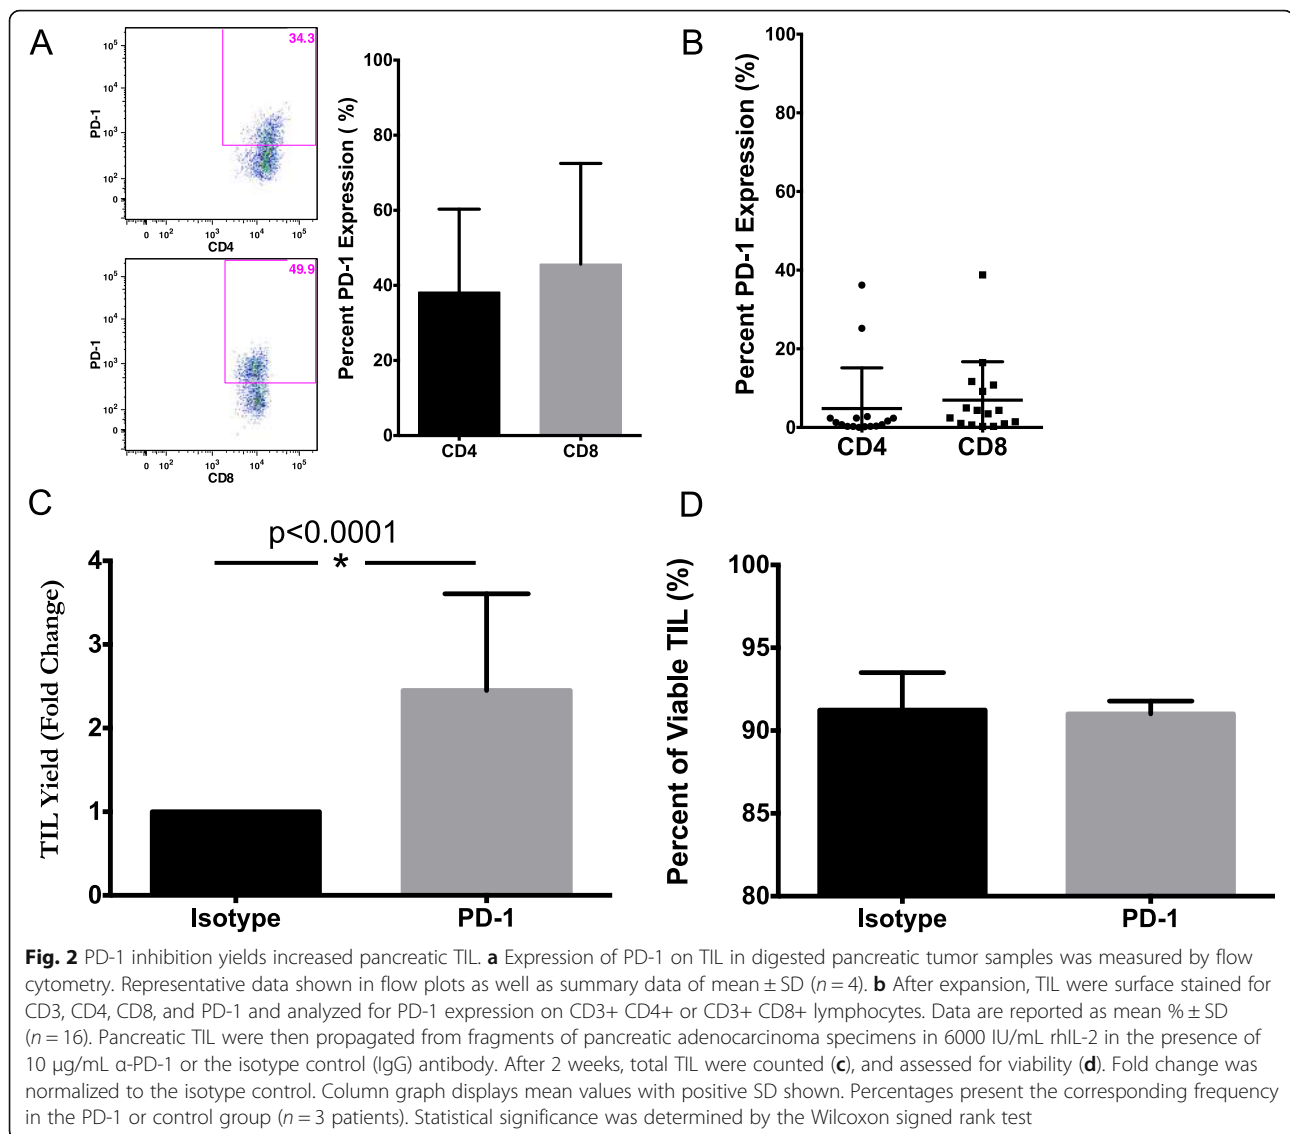 A
34.3
10⁵
10⁴
10³
10²
0
PD-1
0 10² 10³ 10⁴ 10⁵
CD4
49.9
10⁵
10⁴
10³
10²
0
PD-1
0 10² 10³ 10⁴ 10⁵
CD8
Percent PD-1 Expression ( %)
100
80
60
40
20
0
CD4 CD8
B
Percent PD-1 Expression (%)
100
80
60
40
20
0
CD4 CD8
C
p<0.0001
*
TIL Yield (Fold Change)
4
3
2
1
0
Isotype PD-1
D
Percent of Viable TIL (%)
100
95
90
85
80
Isotype PD-1
Fig. 2 PD-1 inhibition yields increased pancreatic TIL. a Expression of PD-1 on TIL in digested pancreatic tumor samples was measured by flow
cytometry. Representative data shown in flow plots as well as summary data of mean ± SD (n = 4). b After expansion, TIL were surface stained for
CD3, CD4, CD8, and PD-1 and analyzed for PD-1 expression on CD3+ CD4+ or CD3+ CD8+ lymphocytes. Data are reported as mean % ± SD
(n = 16). Pancreatic TIL were then propagated from fragments of pancreatic adenocarcinoma specimens in 6000 IU/mL rhIL-2 in the presence of
10 μg/mL α-PD-1 or the isotype control (IgG) antibody. After 2 weeks, total TIL were counted (c), and assessed for viability (d). Fold change was
normalized to the isotype control. Column graph displays mean values with positive SD shown. Percentages present the corresponding frequency
in the PD-1 or control group (n = 3 patients). Statistical significance was determined by the Wilcoxon signed rank test